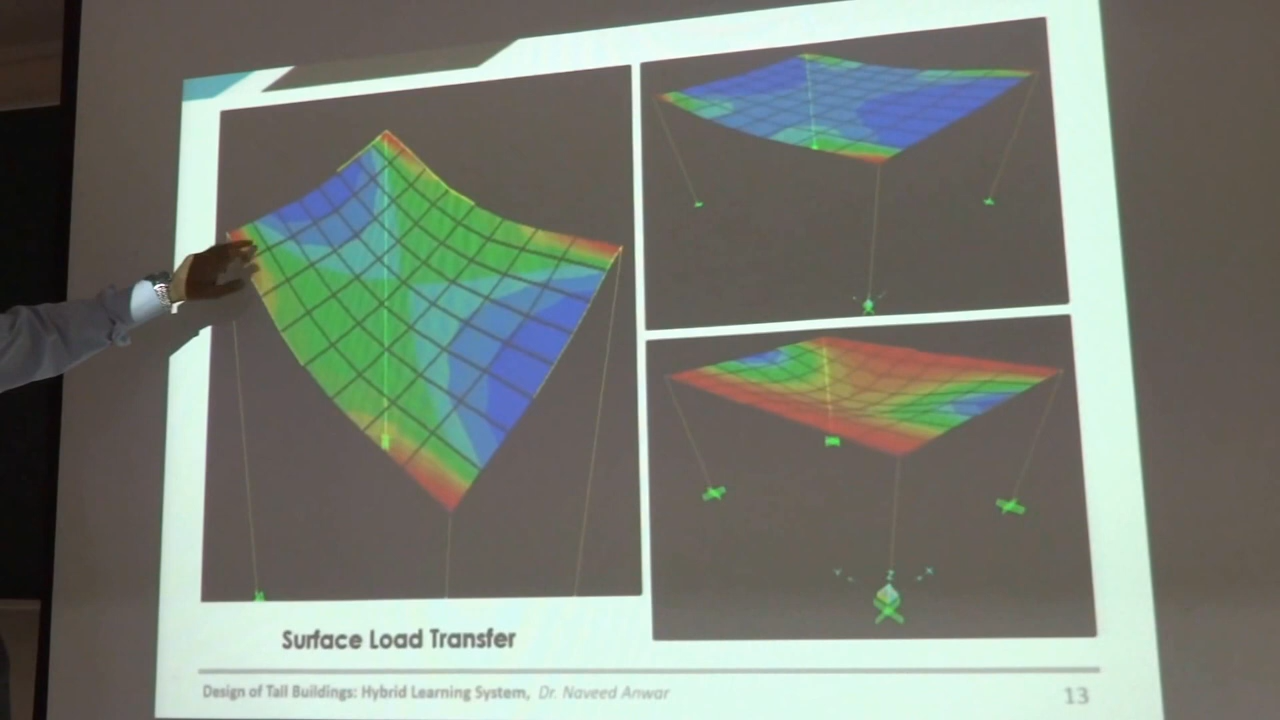 Surface Load Transfer
Design of Tall Buildings: Hybrid Learning System, Dr. Naveed Anwar
13